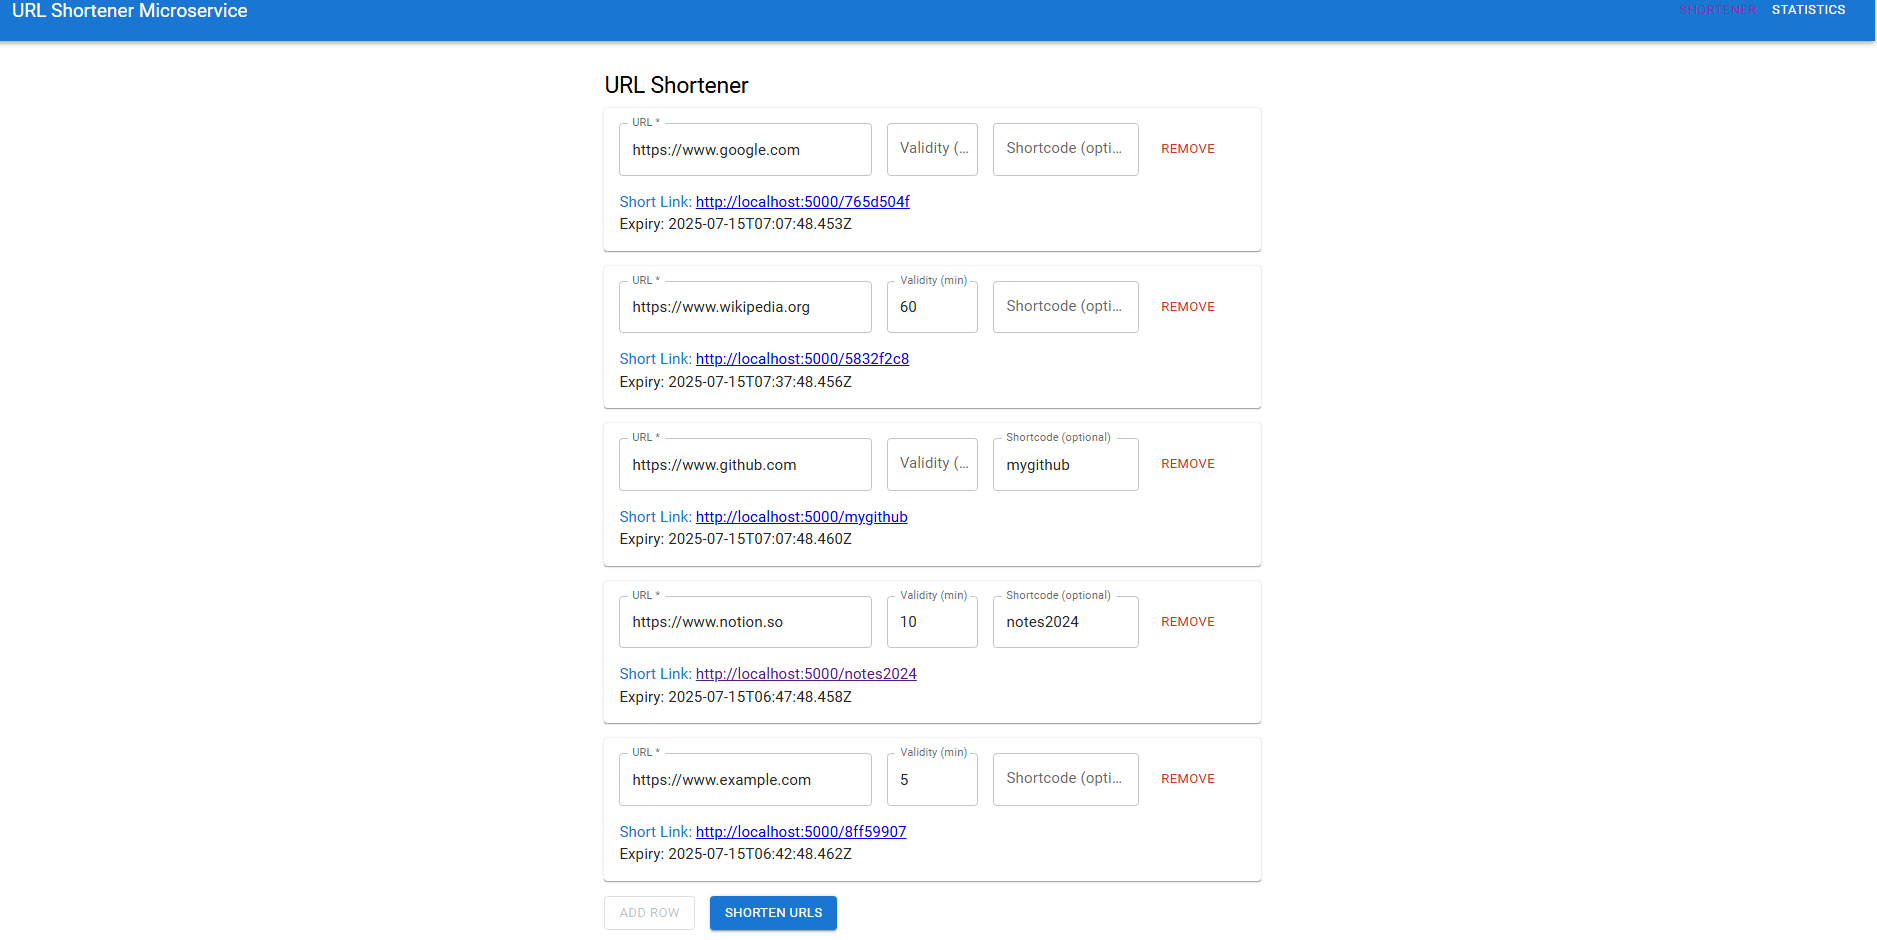 URL Shortener Microservice
SHORTENER STATISTICS
URL Shortener
URL *
https://www.google.com
Validity (...
Shortcode (opti...
REMOVE
Short Link: http://localhost:5000/765d504f
Expiry: 2025-07-15T07:07:48.453Z
URL *
https://www.wikipedia.org
Validity (min)
60
Shortcode (opti...
REMOVE
Short Link: http://localhost:5000/5832f2c8
Expiry: 2025-07-15T07:37:48.456Z
URL *
https://www.github.com
Validity (...
Shortcode (optional)
mygithub
REMOVE
Short Link: http://localhost:5000/mygithub
Expiry: 2025-07-15T07:07:48.460Z
URL *
https://www.notion.so
Validity (min)
10
Shortcode (optional)
notes2024
REMOVE
Short Link: http://localhost:5000/notes2024
Expiry: 2025-07-15T06:47:48.458Z
URL *
https://www.example.com
Validity (min)
5
Shortcode (opti...
REMOVE
Short Link: http://localhost:5000/8ff59907
Expiry: 2025-07-15T06:42:48.462Z
ADD ROW
SHORTEN URLS